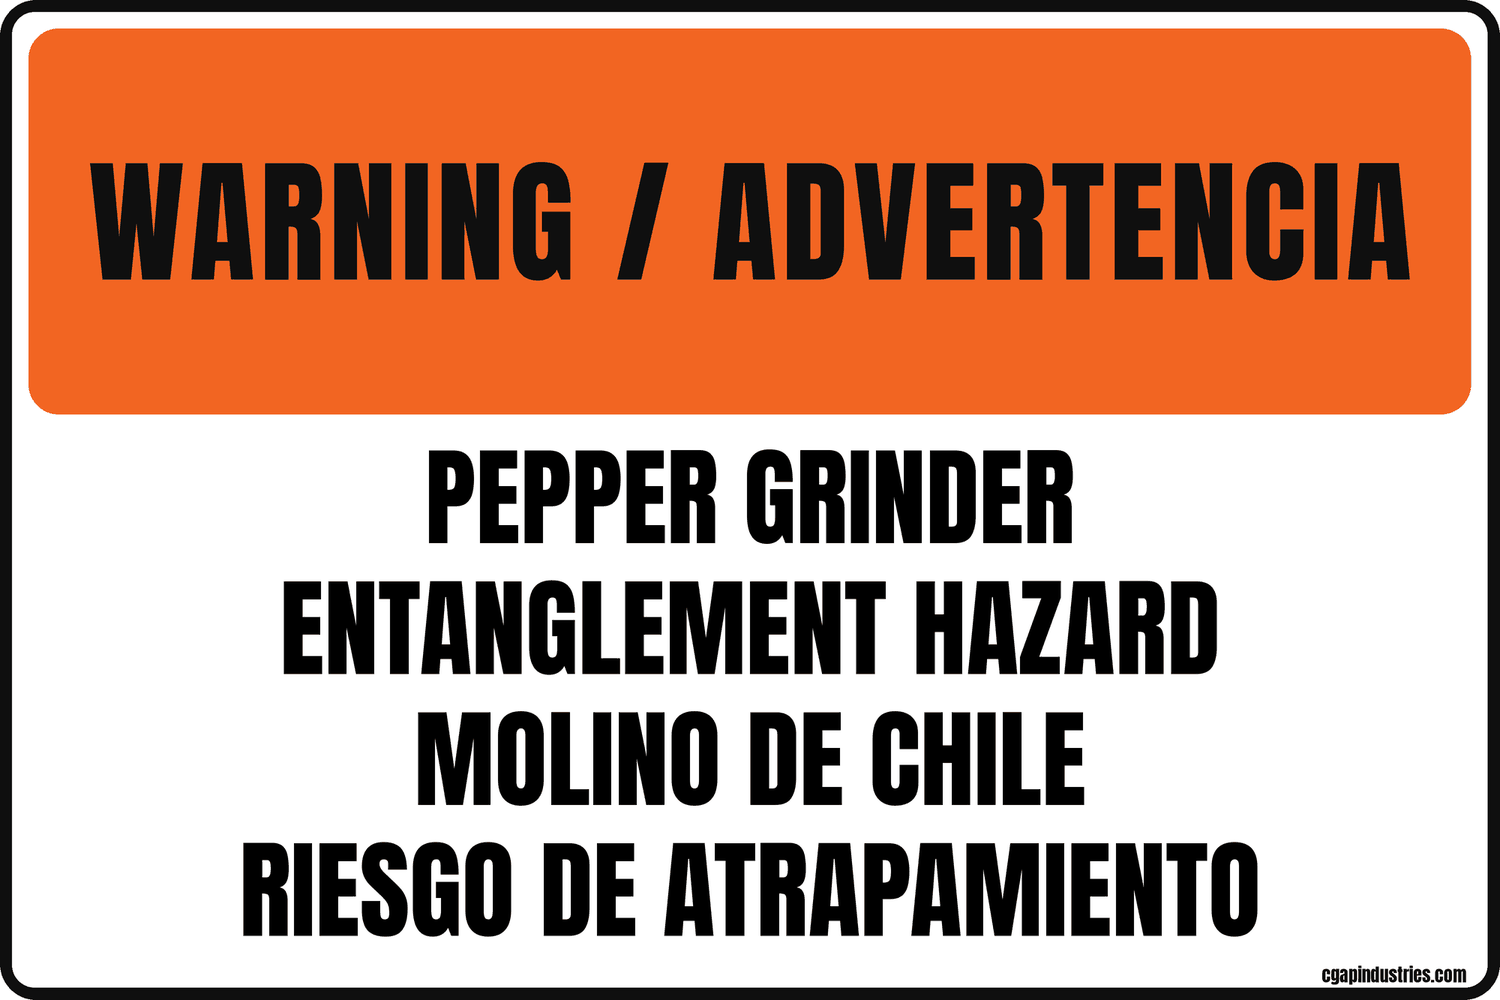 WARNING / ADVERTENCIA
PEPPER GRINDER
ENTANGLEMENT HAZARD
MOLINO DE CHILE
RIESGO DE ATRAPAMIENTO
cgapindustries.com